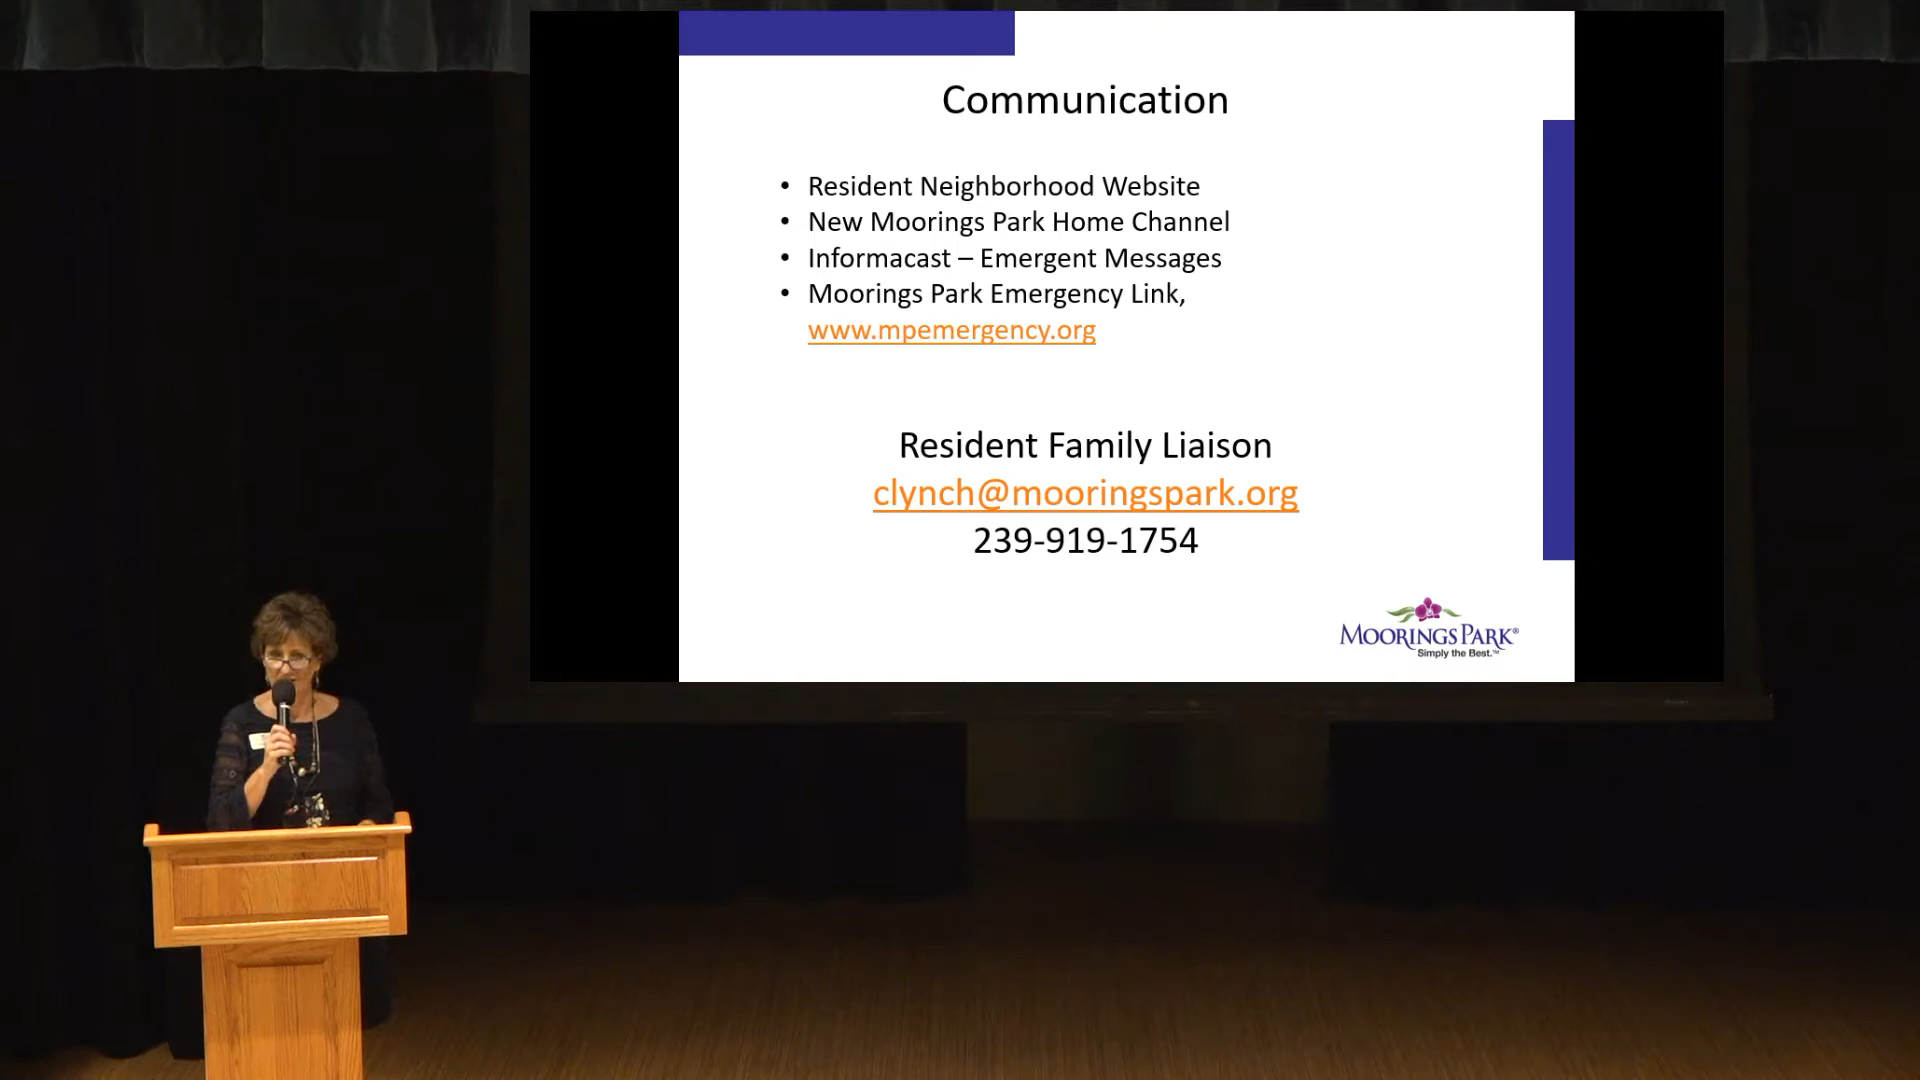 Communication
• Resident Neighborhood Website
• New Moorings Park Home Channel
• Informacast – Emergent Messages
• Moorings Park Emergency Link,
www.mpemergency.org
Resident Family Liaison
clynch@mooringspark.org
239-919-1754
MOORINGS PARK®
Simply the Best.™